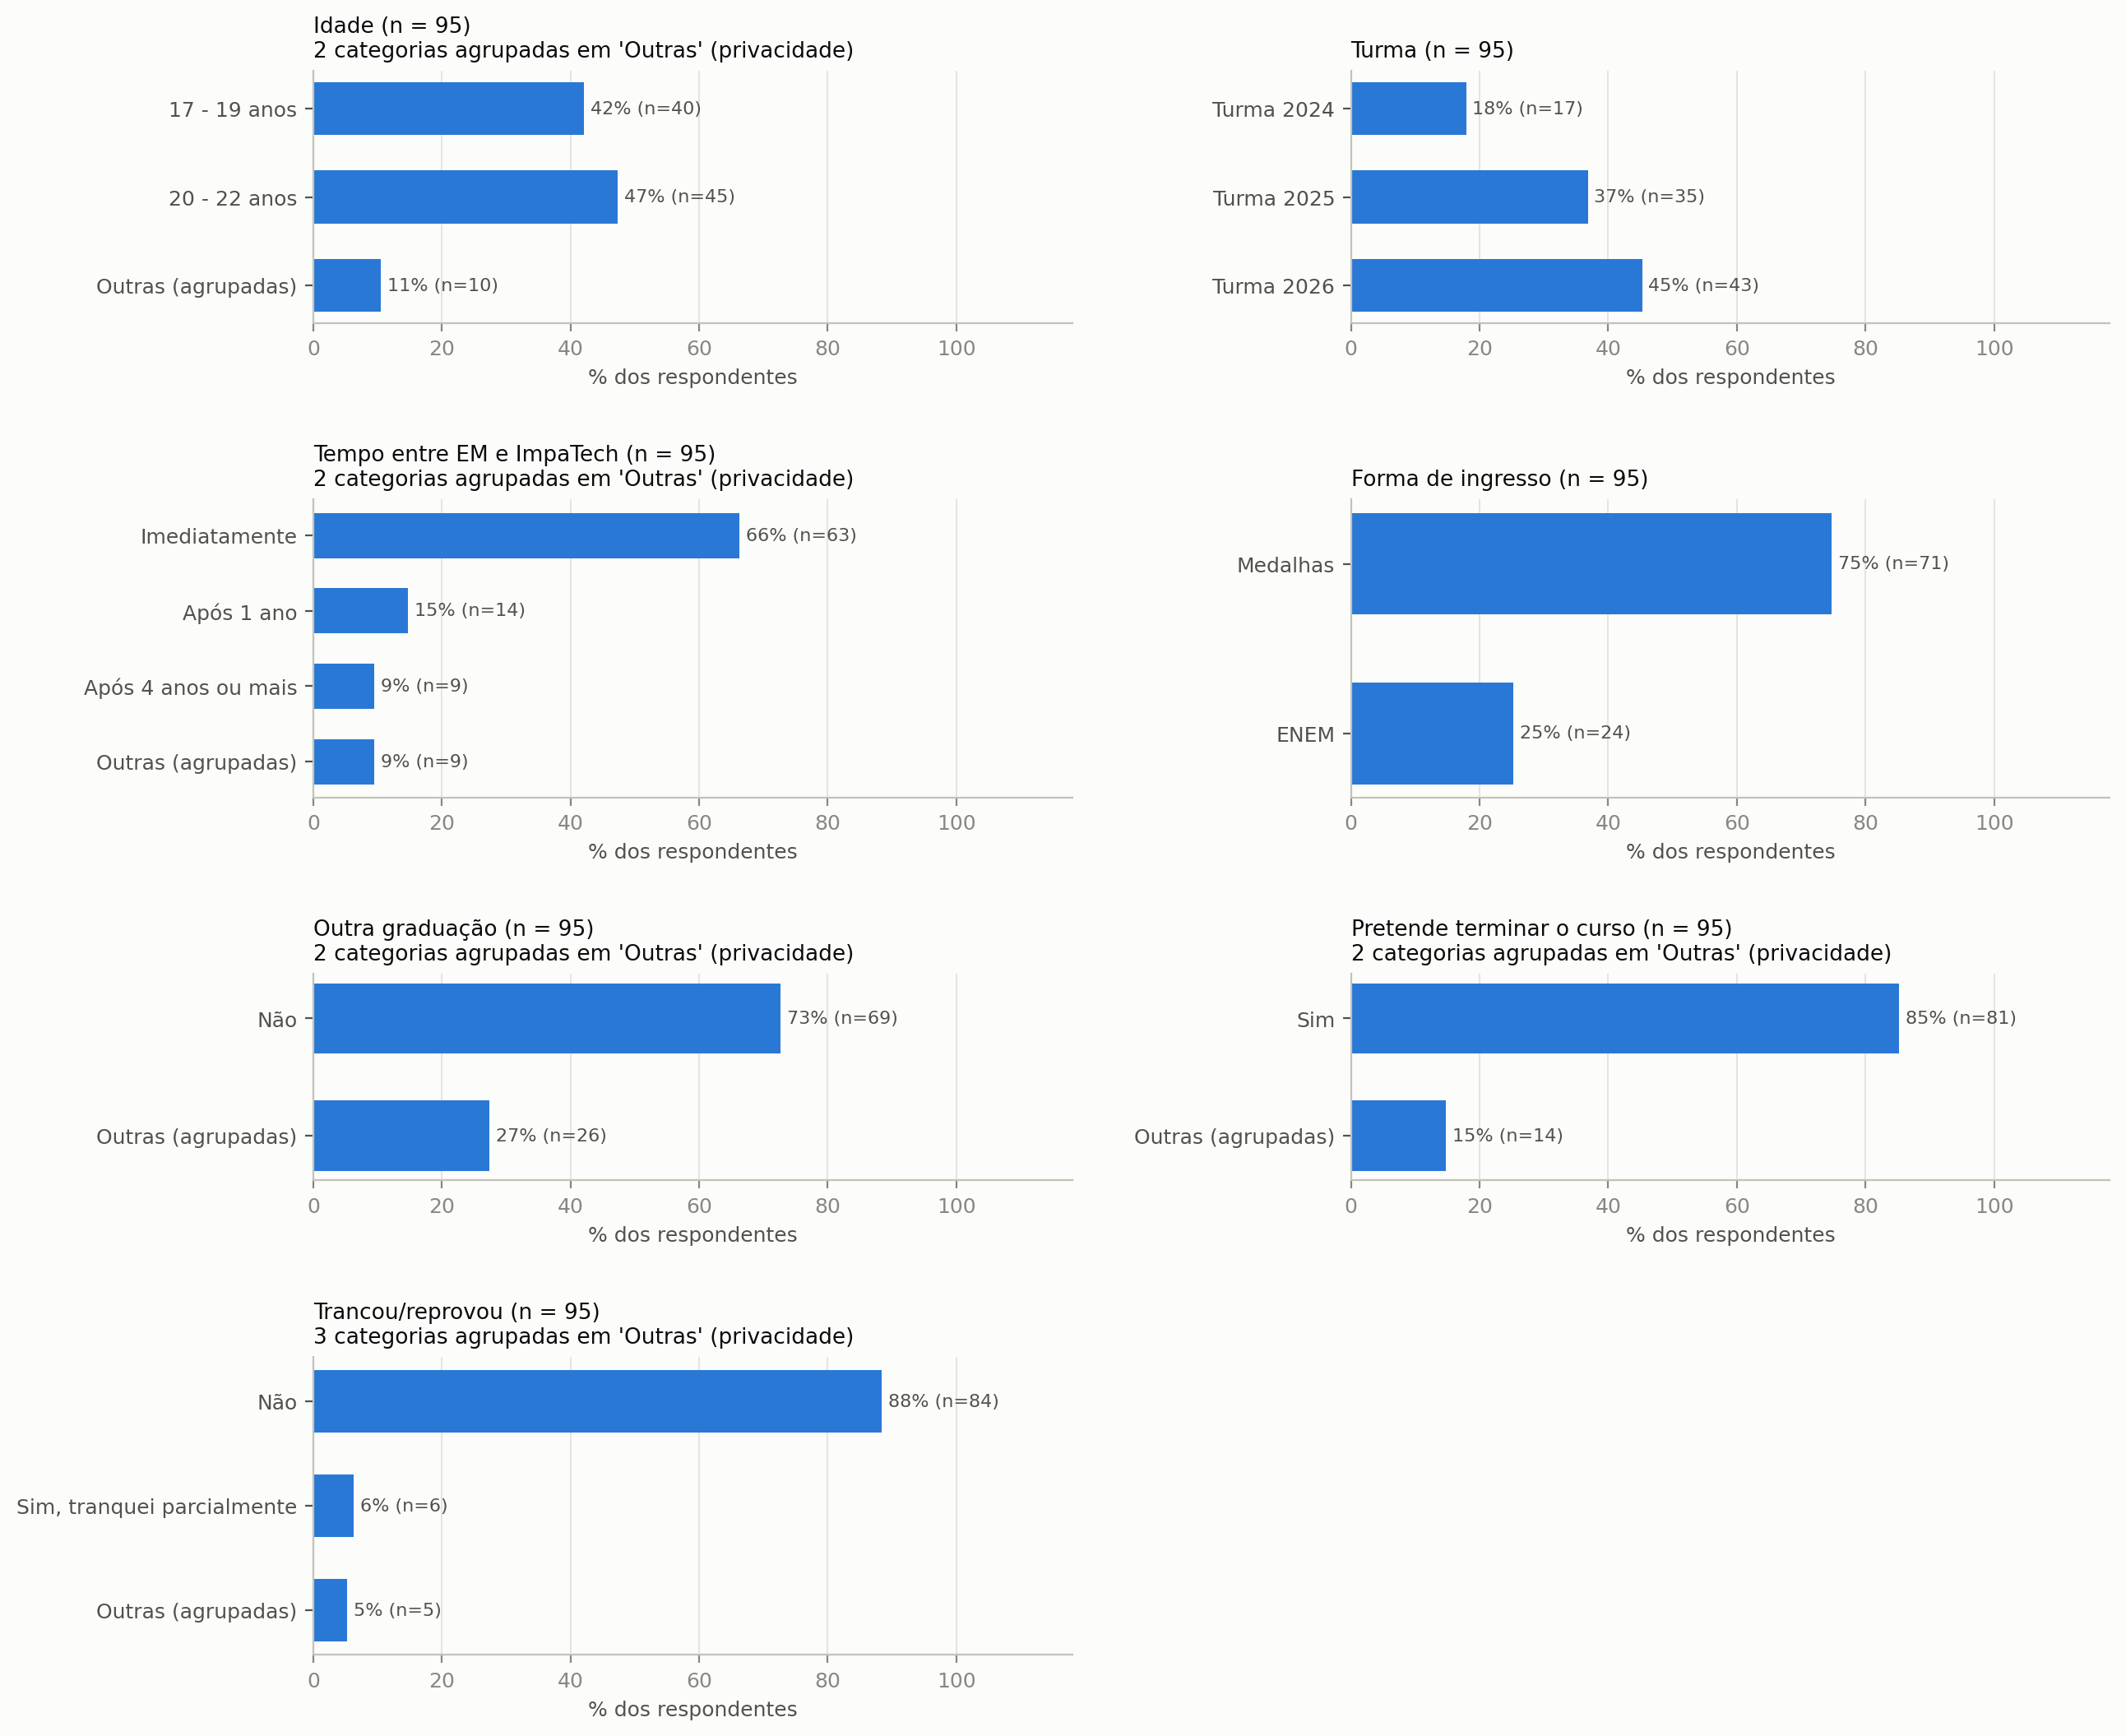 Idade (n = 95)
2 categorias agrupadas em 'Outras' (privacidade)
17 - 19 anos
42% (n=40)
20 - 22 anos
47% (n=45)
Outras (agrupadas)
11% (n=10)
0 20 40 60 80 100
% dos respondentes
Turma (n = 95)
Turma 2024
18% (n=17)
Turma 2025
37% (n=35)
Turma 2026
45% (n=43)
0 20 40 60 80 100
% dos respondentes
Tempo entre EM e ImpaTech (n = 95)
2 categorias agrupadas em 'Outras' (privacidade)
Imediatamente
66% (n=63)
Após 1 ano
15% (n=14)
Após 4 anos ou mais
9% (n=9)
Outras (agrupadas)
9% (n=9)
0 20 40 60 80 100
% dos respondentes
Forma de ingresso (n = 95)
Medalhas
75% (n=71)
ENEM
25% (n=24)
0 20 40 60 80 100
% dos respondentes
Outra graduação (n = 95)
2 categorias agrupadas em 'Outras' (privacidade)
Não
73% (n=69)
Outras (agrupadas)
27% (n=26)
0 20 40 60 80 100
% dos respondentes
Pretende terminar o curso (n = 95)
2 categorias agrupadas em 'Outras' (privacidade)
Sim
85% (n=81)
Outras (agrupadas)
15% (n=14)
0 20 40 60 80 100
% dos respondentes
Trancou/reprovou (n = 95)
3 categorias agrupadas em 'Outras' (privacidade)
Não
88% (n=84)
Sim, tranquei parcialmente
6% (n=6)
Outras (agrupadas)
5% (n=5)
0 20 40 60 80 100
% dos respondentes